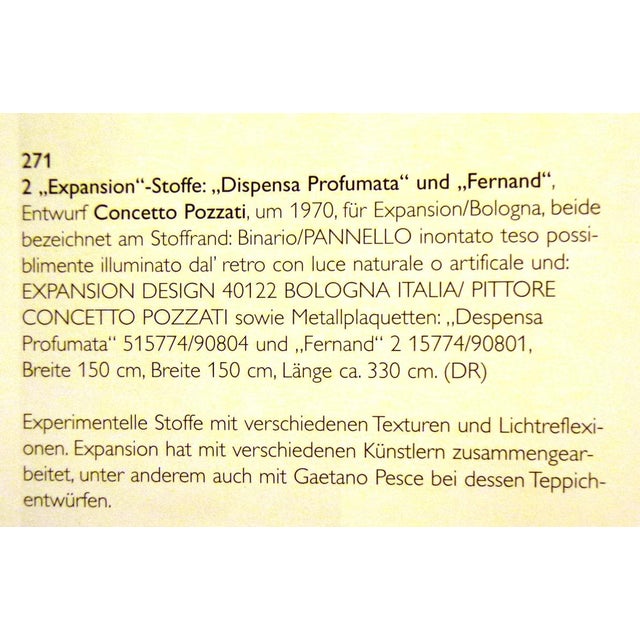 271
2 „Expansion“-Stoffe: „Dispensa Profumata“ und „Fernand“,
Entwurf Concetto Pozzati, um 1970, für Expansion/Bologna, beide
bezeichnet am Stoffrand: Binario/PANNELLO inontato teso possi-
blimente illuminato dal’ retro con luce naturale o artificale und:
EXPANSION DESIGN 40122 BOLOGNA ITALIA/ PITTORE
CONCETTO POZZATI sowie Metallplaquetten: „Despensa
Profumata“ 515774/90804 und „Fernand“ 2 15774/90801,
Breite 150 cm, Breite 150 cm, Länge ca. 330 cm. (DR)
Experimentelle Stoffe mit verschiedenen Texturen und Lichtreflexi-
onen. Expansion hat mit verschiedenen Künstlern zusammengear-
beitet, unter anderem auch mit Gaetano Pesce bei dessen Teppich-
entwürfen.